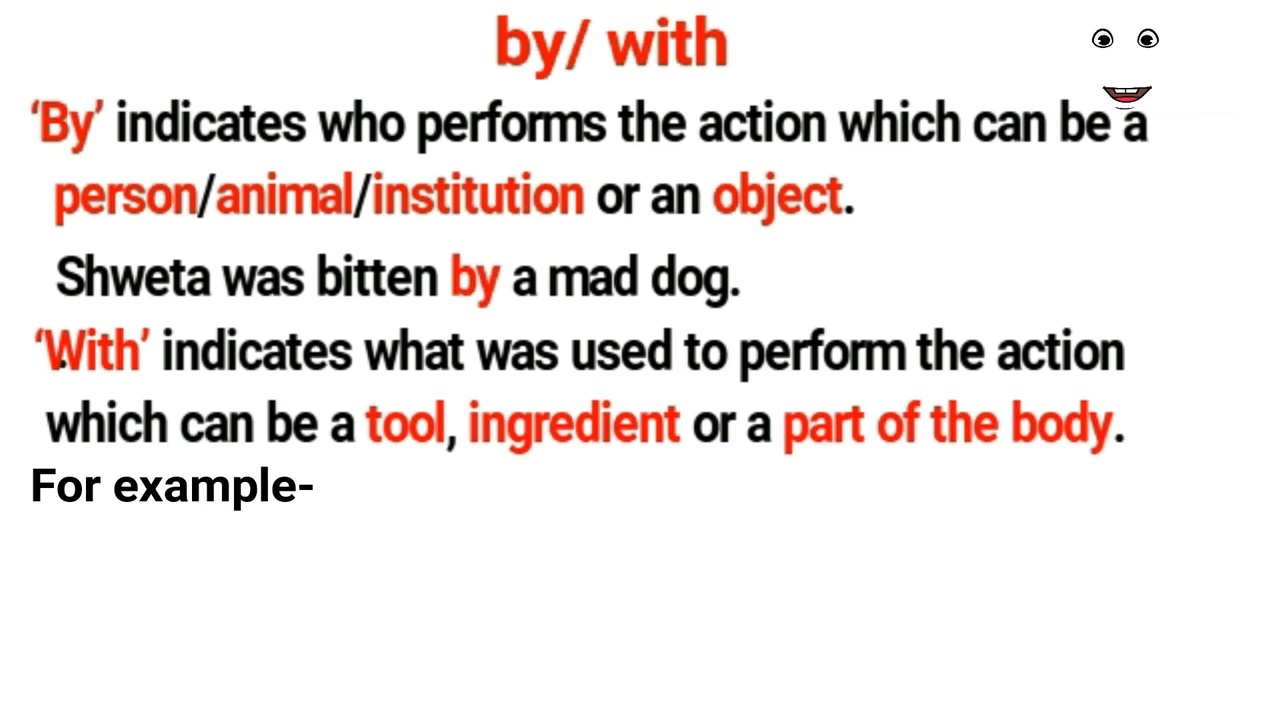 by/ with
‘By’ indicates who performs the action which can be a
person/animal/institution or an object.
Shweta was bitten by a mad dog.
‘With’ indicates what was used to perform the action
which can be a tool, ingredient or a part of the body.
For example-